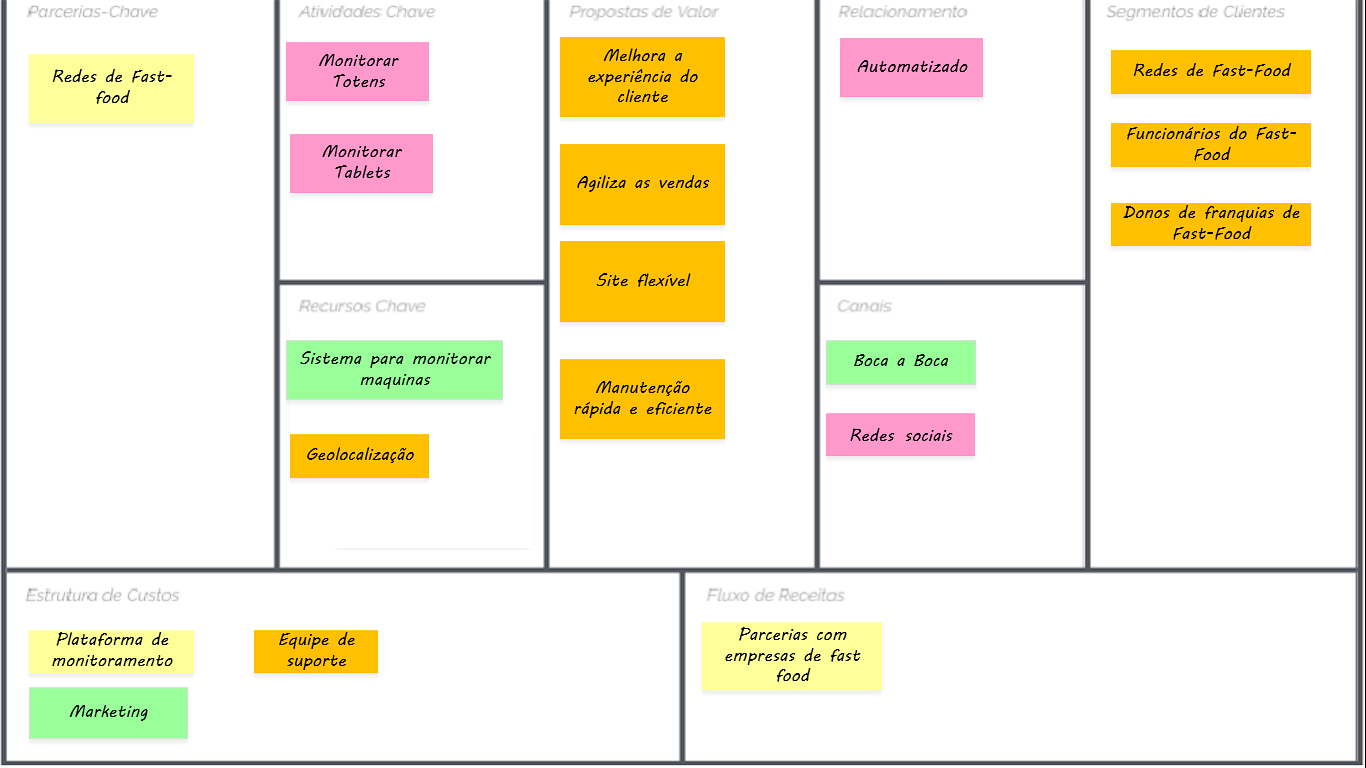 Parcerias-Chave
Redes de Fast-
food
Atividades Chave
Monitorar
Totens
Monitorar
Tablets
Recursos Chave
Sistema para monitorar
maquinas
Geolocalização
Propostas de Valor
Melhora a
experiência do
cliente
Agiliza as vendas
Site flexível
Manutenção
rápida e eficiente
Relacionamento
Automatizado
Canais
Boca a Boca
Redes sociais
Segmentos de Clientes
Redes de Fast-Food
Funcionários do Fast-
Food
Donos de franquias de
Fast-Food
Estrutura de Custos
Plataforma de
monitoramento
Equipe de
suporte
Marketing
Fluxo de Receitas
Parcerias com
empresas de fast
food